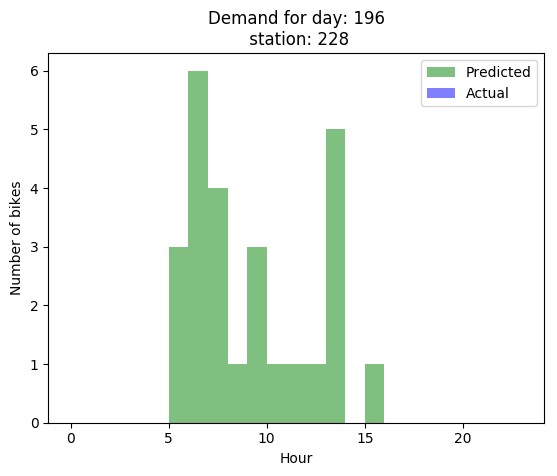 Demand for day: 196
station: 228
Predicted
Actual
Number of bikes
6
5
4
3
2
1
0
0
5
10
15
20
Hour